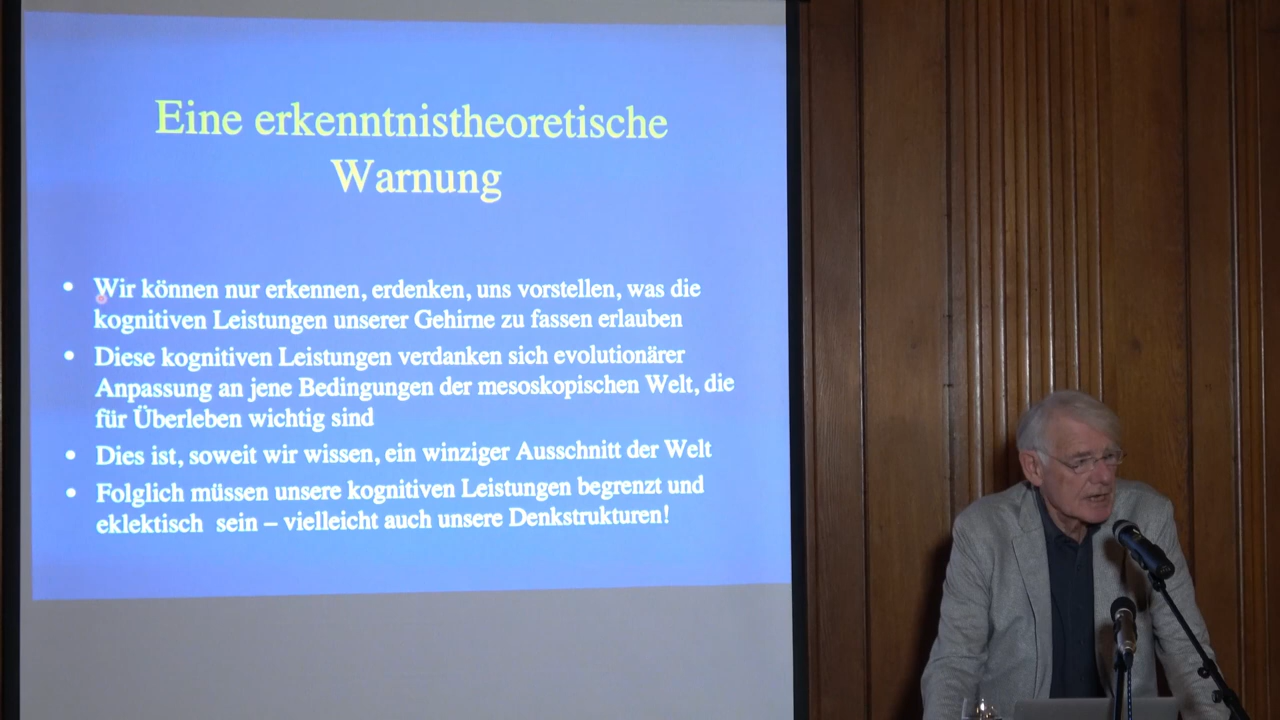 Eine erkenntnistheoretische
Warnung
• Wir können nur erkennen, erdenken, uns vorstellen, was die
kognitiven Leistungen unserer Gehirne zu fassen erlauben
• Diese kognitiven Leistungen verdanken sich evolutionärer
Anpassung an jene Bedingungen der mesoskopischen Welt, die
für Überleben wichtig sind
• Dies ist, soweit wir wissen, ein winziger Ausschnitt der Welt
• Folglich müssen unsere kognitiven Leistungen begrenzt und
eklektisch sein – vielleicht auch unsere Denkstrukturen!